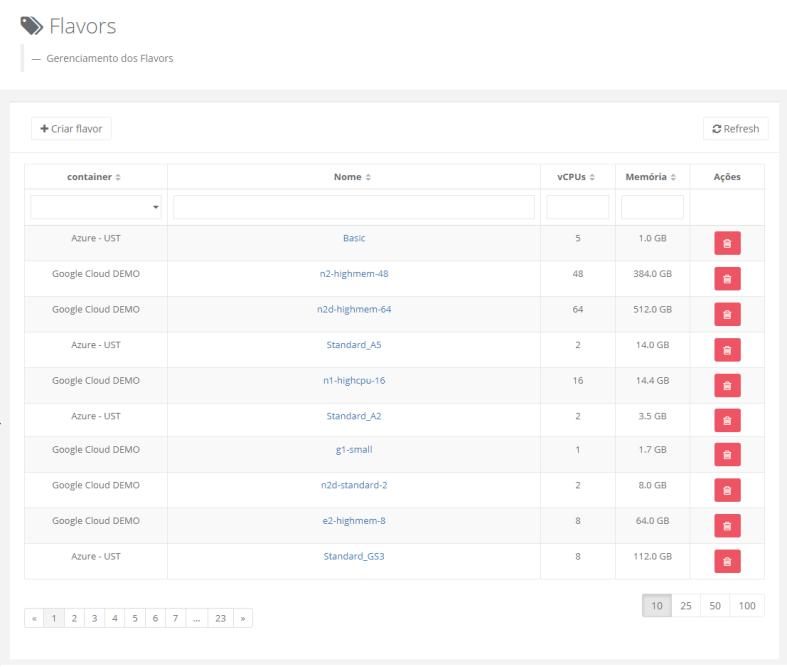 Flavors
— Gerenciamento dos Flavors
Criar flavor
Refresh
container Nome vCPUs Memória Ações
Azure - UST Basic 5 1.0 GB
Google Cloud DEMO n2-highmem-48 48 384.0 GB
Google Cloud DEMO n2d-highmem-64 64 512.0 GB
Azure - UST Standard_A5 2 14.0 GB
Google Cloud DEMO n1-highcpu-16 16 14.4 GB
Azure - UST Standard_A2 2 3.5 GB
Google Cloud DEMO g1-small 1 1.7 GB
Google Cloud DEMO n2d-standard-2 2 8.0 GB
Google Cloud DEMO e2-highmem-8 8 64.0 GB
Azure - UST Standard_GS3 8 112.0 GB
« 1 2 3 4 5 6 7 ... 23 »
10 25 50 100